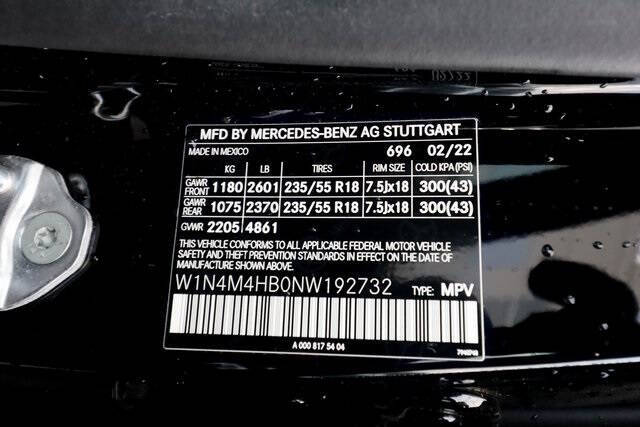 MFD BY MERCEDES-BENZ AG STUTTGART
MADE IN MEXICO 696 02/22
KG LB TIRES RIM SIZE COLD KPA (PSI)
GAWR FRONT 1180 2601 235/55 R18 7.5Jx18 300(43)
GAWR REAR 1075 2370 235/55 R18 7.5Jx18 300(43)
GVWR 2205 4861
THIS VEHICLE CONFORMS TO ALL APPLICABLE FEDERAL MOTOR VEHICLE
SAFETY AND THEFT PREVENTION STANDARDS IN EFFECT ON THE DATE OF
MANUFACTURE SHOWN ABOVE.
W1N4M4HB0NW192732 TYPE: MPV
A 000 817 54 04